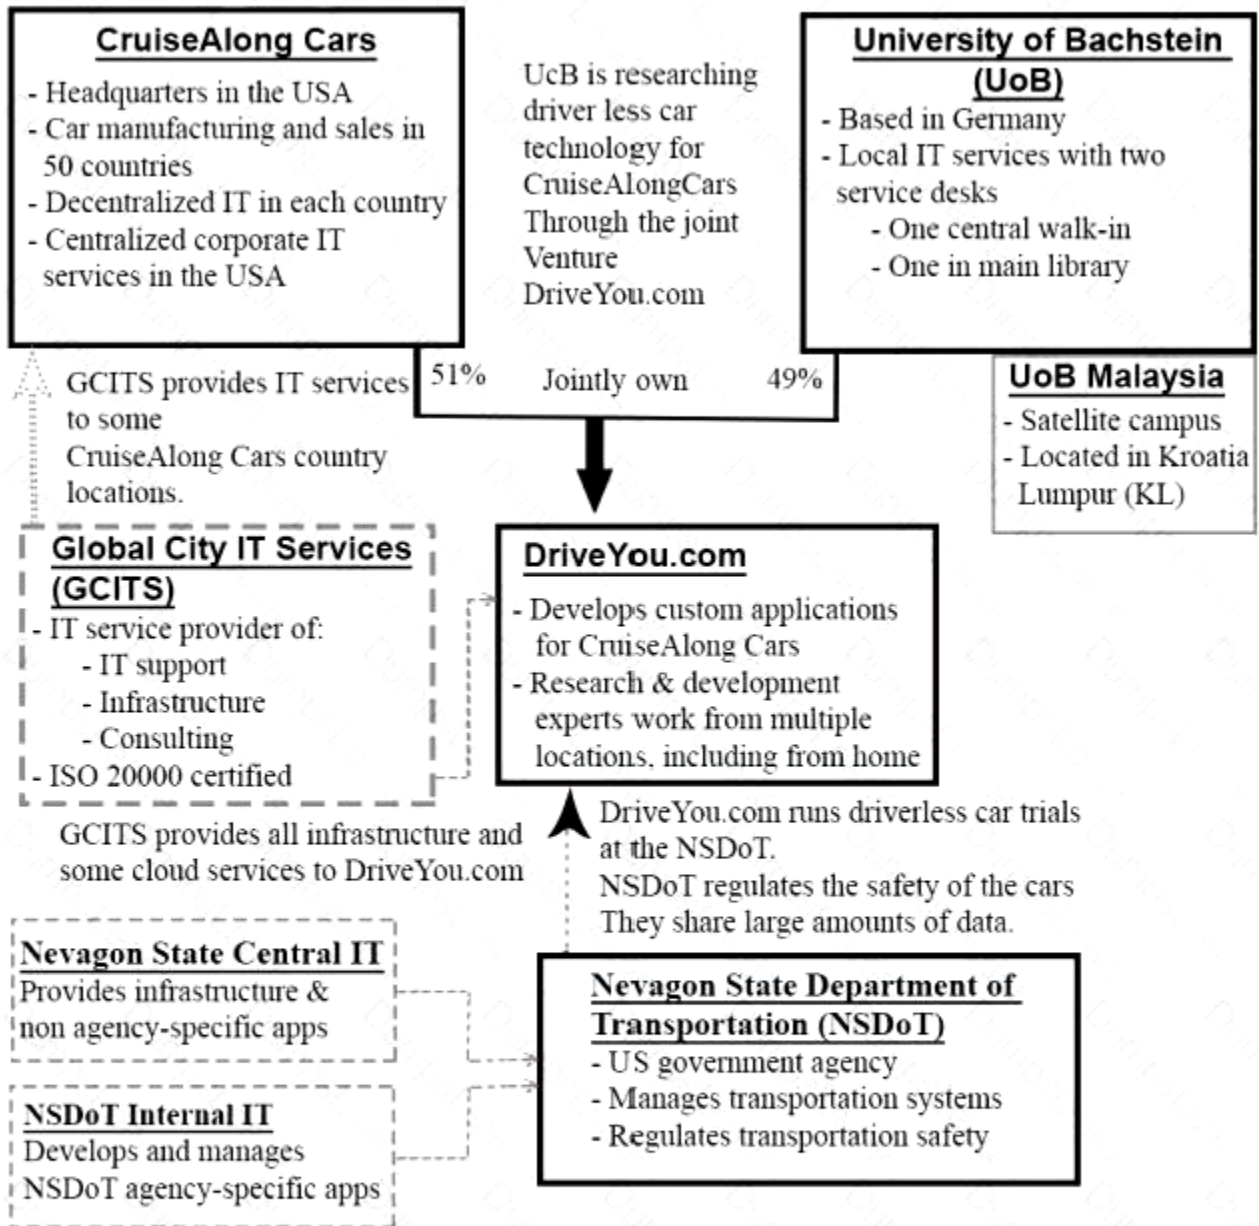 CruiseAlong Cars
- Headquarters in the USA
- Car manufacturing and sales in
50 countries
- Decentralized IT in each country
- Centralized corporate IT
services in the USA
UcB is researching
driver less car
technology for
CruiseAlongCars
Through the joint
Venture
DriveYou.com
University of Bachstein
(UoB)
- Based in Germany
- Local IT services with two
service desks
- One central walk-in
- One in main library
51%
Jointly own
49%
UoB Malaysia
- Satellite campus
- Located in Kroatia
Lumpur (KL)
GCITS provides IT services
to some
CruiseAlong Cars country
locations.
Global City IT Services
(GCITS)
- IT service provider of:
- IT support
- Infrastructure
- Consulting
- ISO 20000 certified
DriveYou.com
- Develops custom applications
for CruiseAlong Cars
- Research & development
experts work from multiple
locations, including from home
GCITS provides all infrastructure and
some cloud services to DriveYou.com
DriveYou.com runs driverless car trials
at the NSDoT.
NSDoT regulates the safety of the cars
They share large amounts of data.
Nevagon State Central IT
Provides infrastructure &
non agency-specific apps
NSDoT Internal IT
Develops and manages
NSDoT agency-specific apps
Nevagon State Department of
Transportation (NSDoT)
- US government agency
- Manages transportation systems
- Regulates transportation safety